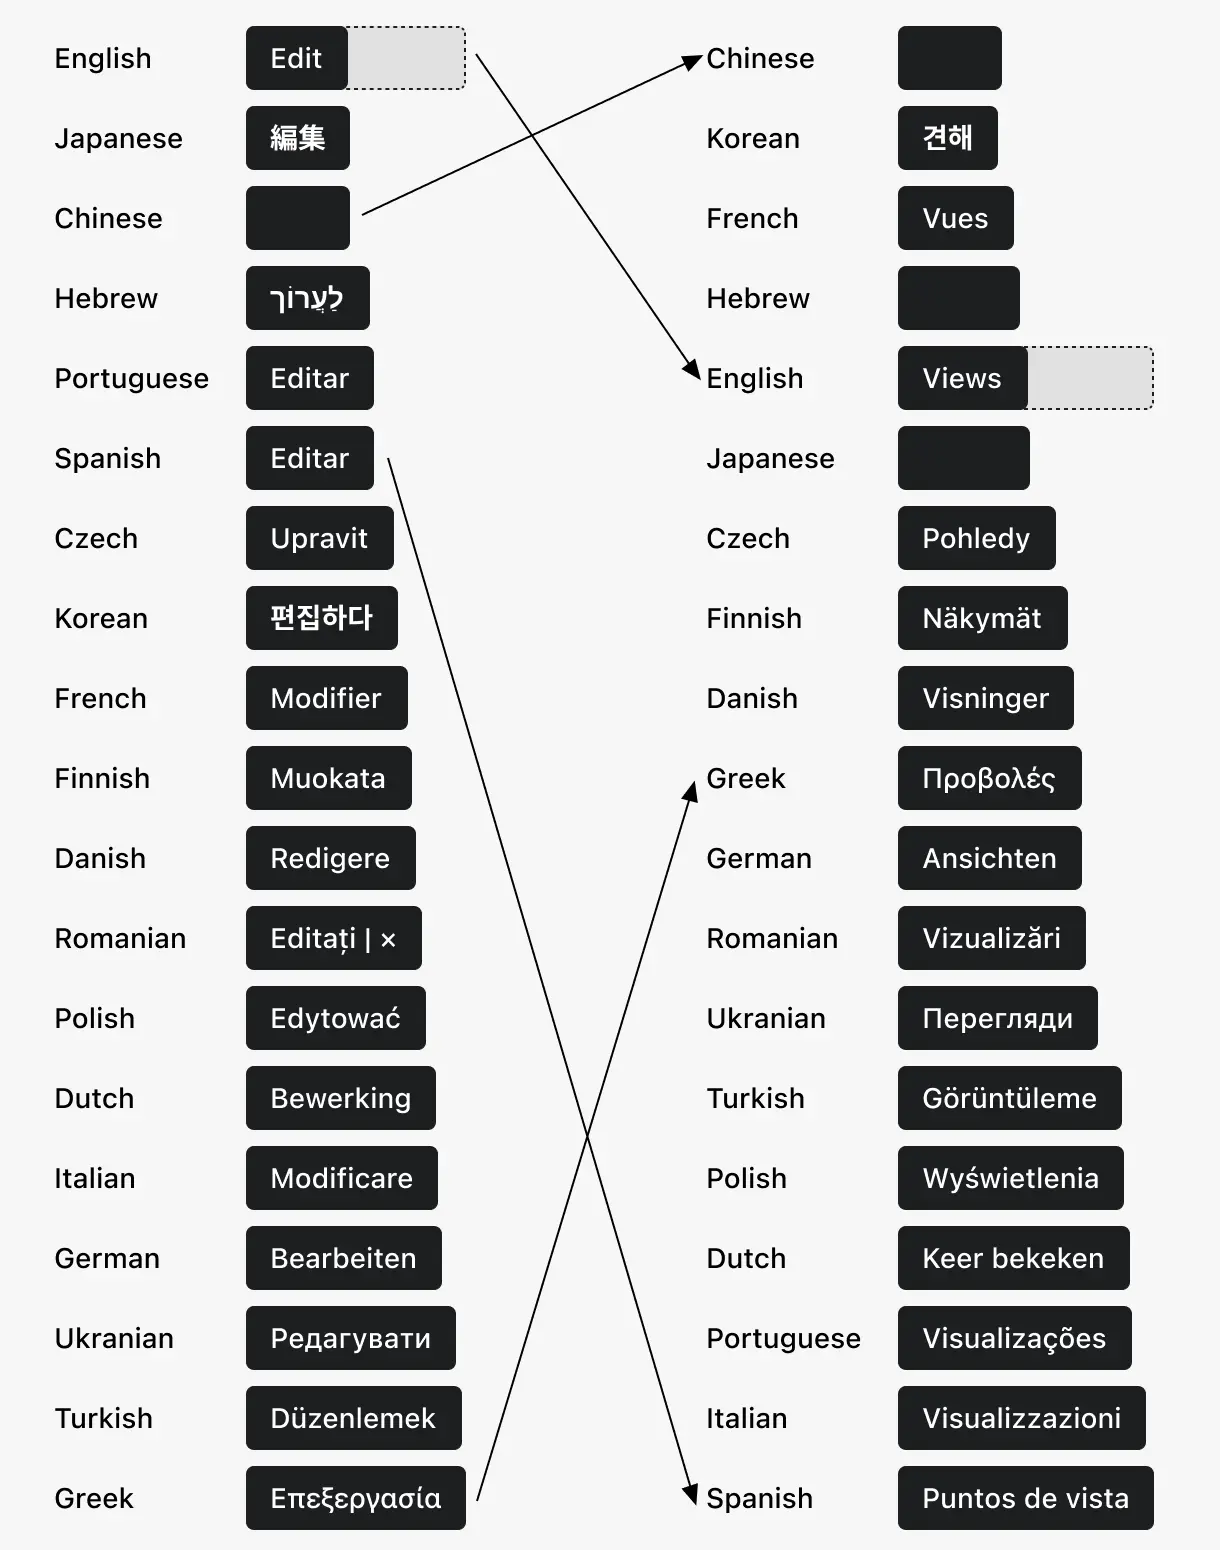 English Edit
Japanese 編集
Chinese
Hebrew לַעֲרוֹך
Portuguese Editar
Spanish Editar
Czech Upravit
Korean 편집하다
French Modifier
Finnish Muokata
Danish Redigere
Romanian Editați | ×
Polish Edytować
Dutch Bewerking
Italian Modificare
German Bearbeiten
Ukranian Редагувати
Turkish Düzenlemek
Greek Επεξεργασία
Chinese
Korean 견해
French Vues
Hebrew
English Views
Japanese
Czech Pohledy
Finnish Näkymät
Danish Visninger
Greek Προβολές
German Ansichten
Romanian Vizualizări
Ukranian Перегляди
Turkish Görüntüleme
Polish Wyświetlenia
Dutch Keer bekeken
Portuguese Visualizações
Italian Visualizzazioni
Spanish Puntos de vista